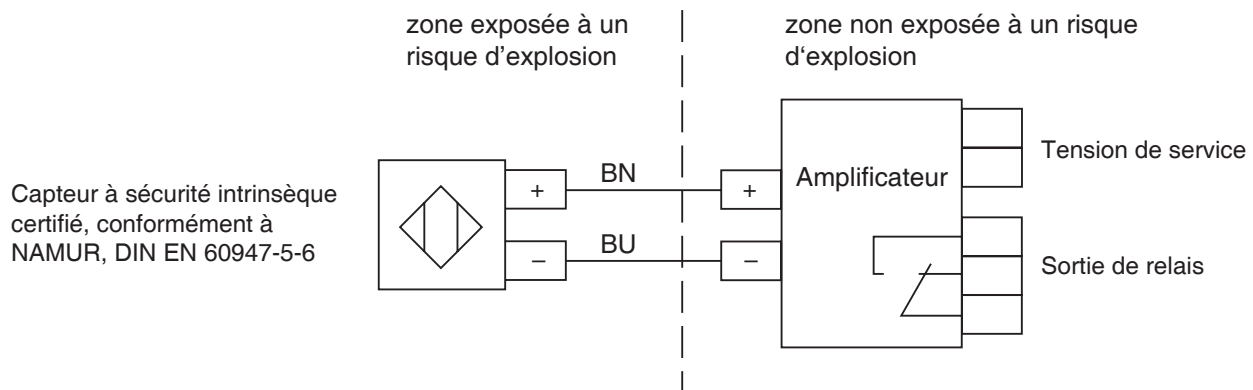 zone exposée à un
risque d'explosion
zone non exposée à un risque
d‘explosion
Capteur à sécurité intrinsèque
certifié, conformément à
NAMUR, DIN EN 60947-5-6
+
BN
+
–
BU
–
Amplificateur
Tension de service
Sortie de relais